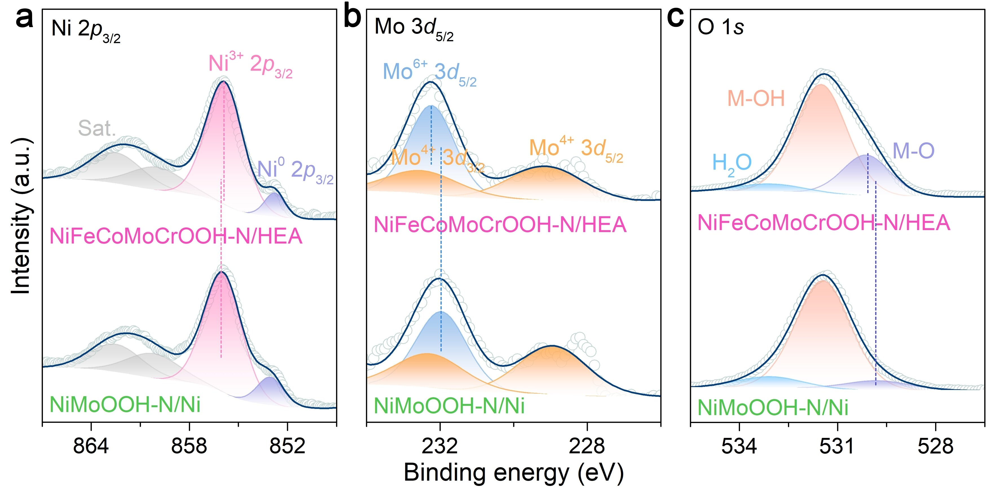 a
Ni 2p3/2
Ni3+ 2p3/2
Sat.
Ni0 2p3/2
NiFeCoMoCrOOH-N/HEA
NiMoOOH-N/Ni
864 858 852
b
Mo 3d5/2
Mo6+ 3d5/2
Mo4+ 3d3/2
Mo4+ 3d5/2
NiFeCoMoCrOOH-N/HEA
NiMoOOH-N/Ni
232 228
c
O 1s
M-OH
H2O
M-O
NiFeCoMoCrOOH-N/HEA
NiMoOOH-N/Ni
534 531 528
Intensity (a.u.)
Binding energy (eV)